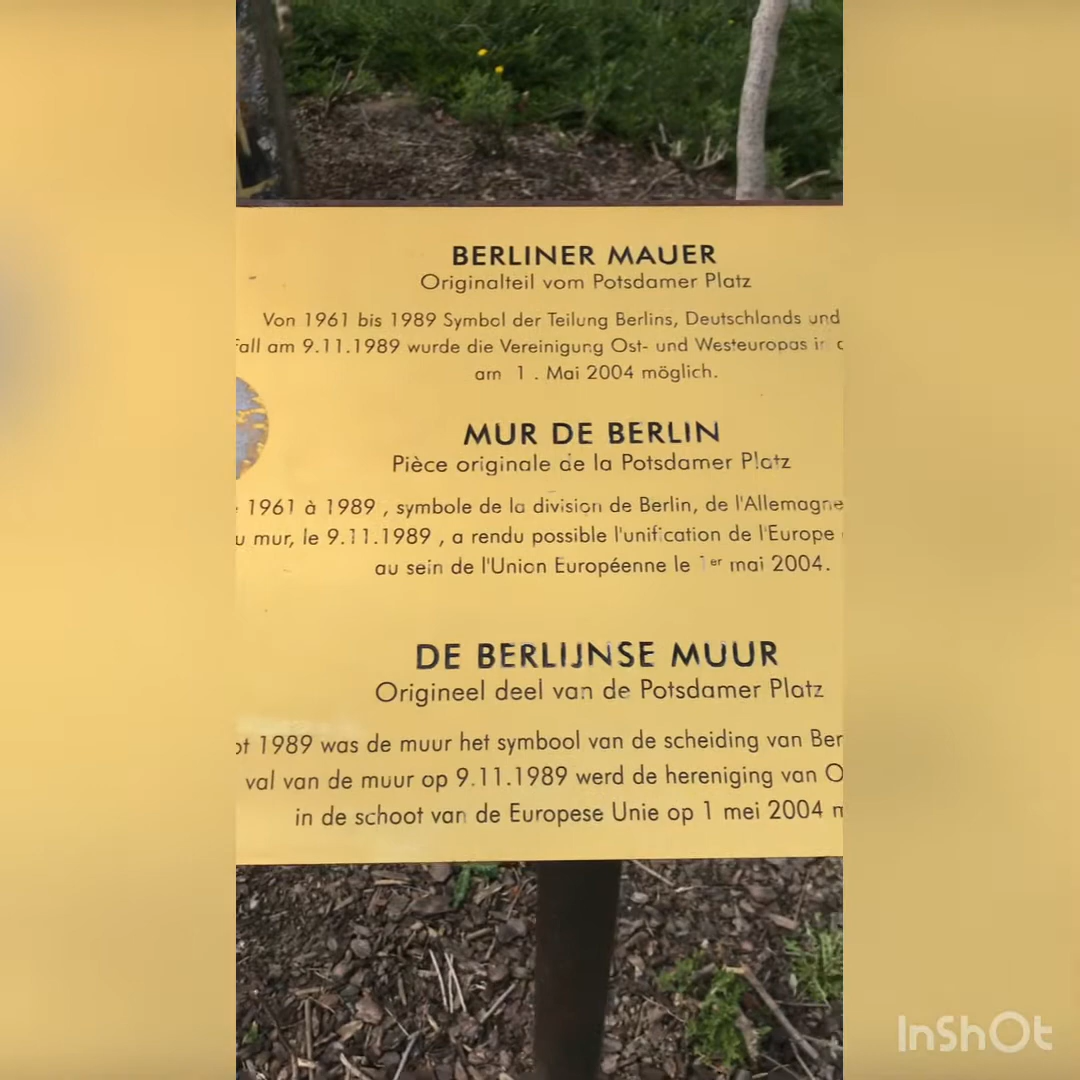 BERLINER MAUER
Originalteil vom Potsdamer Platz
Von 1961 bis 1989 Symbol der Teilung Berlins, Deutschlands und
fall am 9.11.1989 wurde die Vereinigung Ost- und Westeuropas in
am 1. Mai 2004 möglich.
MUR DE BERLIN
Pièce originale de la Potsdamer Platz
1961 à 1989, symbole de la division de Berlin, de l'Allemagne
mur, le 9.11.1989, a rendu possible l'unification de l'Europe
au sein de l'Union Européenne le 1er mai 2004.
DE BERLIJNSE MUUR
Origineel deel van de Potsdamer Platz
1989 was de muur het symbool van de scheiding van Ber
val van de muur op 9.11.1989 werd de hereniging van O
in de schoot van de Europese Unie op 1 mei 2004
InShOt